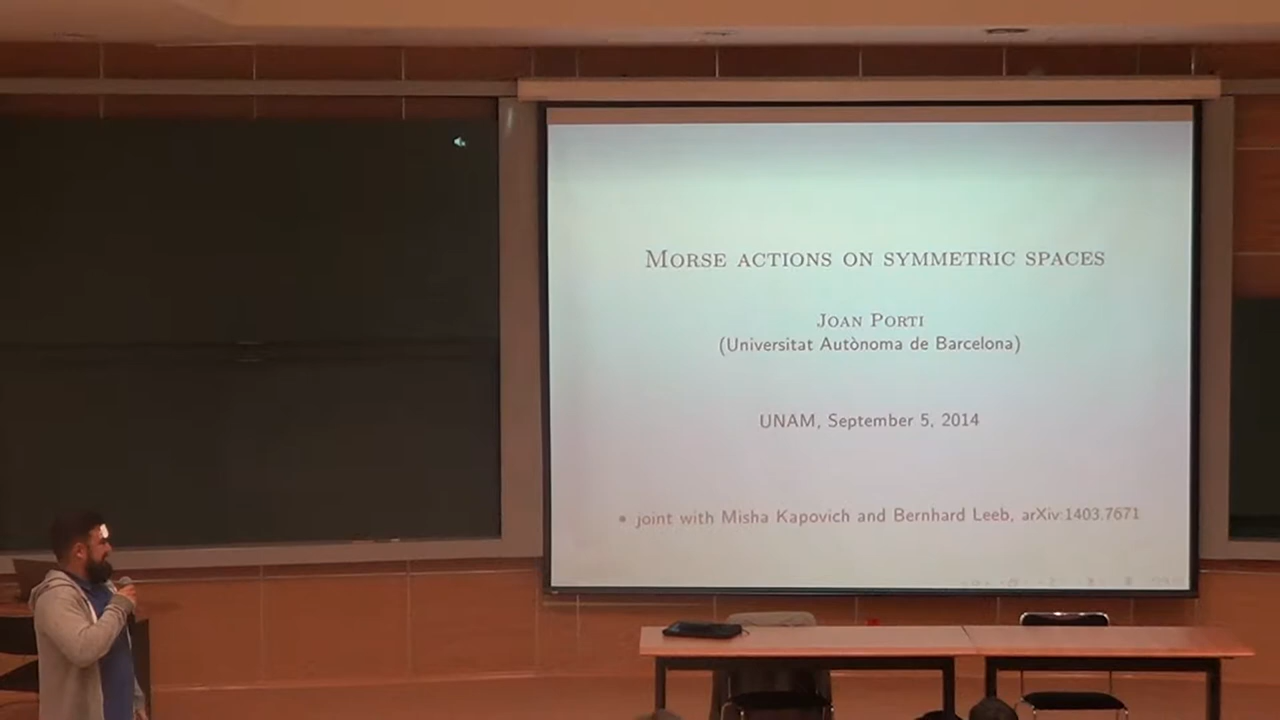 Morse actions on symmetric spaces
Joan Porti
(Universitat Autònoma de Barcelona)
UNAM, September 5, 2014
• joint with Misha Kapovich and Bernhard Leeb, arXiv:1403.7671